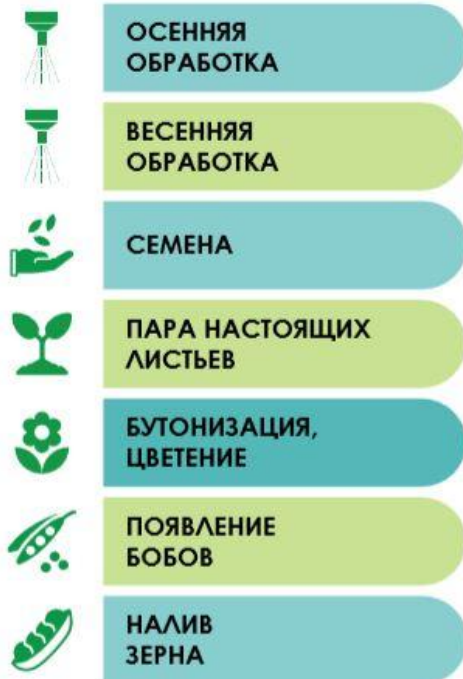 ОСЕННЯЯ
ОБРАБОТКА
ВЕСЕННЯЯ
ОБРАБОТКА
СЕМЕНА
ПАРА НАСТОЯЩИХ
ЛИСТЬЕВ
БУТОНИЗАЦИЯ,
ЦВЕТЕНИЕ
ПОЯВЛЕНИЕ
БОБОВ
НАЛИВ
ЗЕРНА